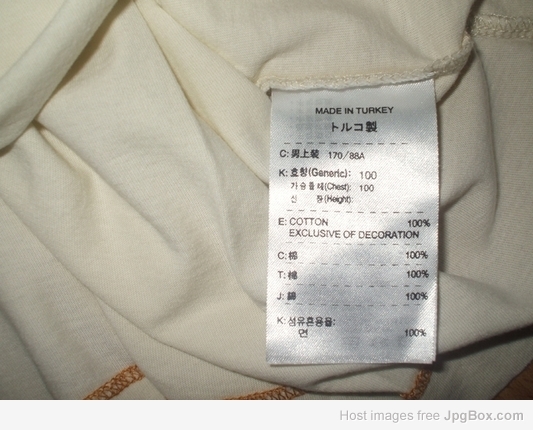 MADE IN TURKEY
トルコ製
C: 男上装 170/88A
K: 호칭(Generic): 100
가슴둘레(Chest): 100
신 장(Height):
E: COTTON 100%
EXCLUSIVE OF DECORATION
C: 棉 100%
T: 棉 100%
J: 綿 100%
K: 섬유혼용율:
면 100%
Host images free JpgBox.com